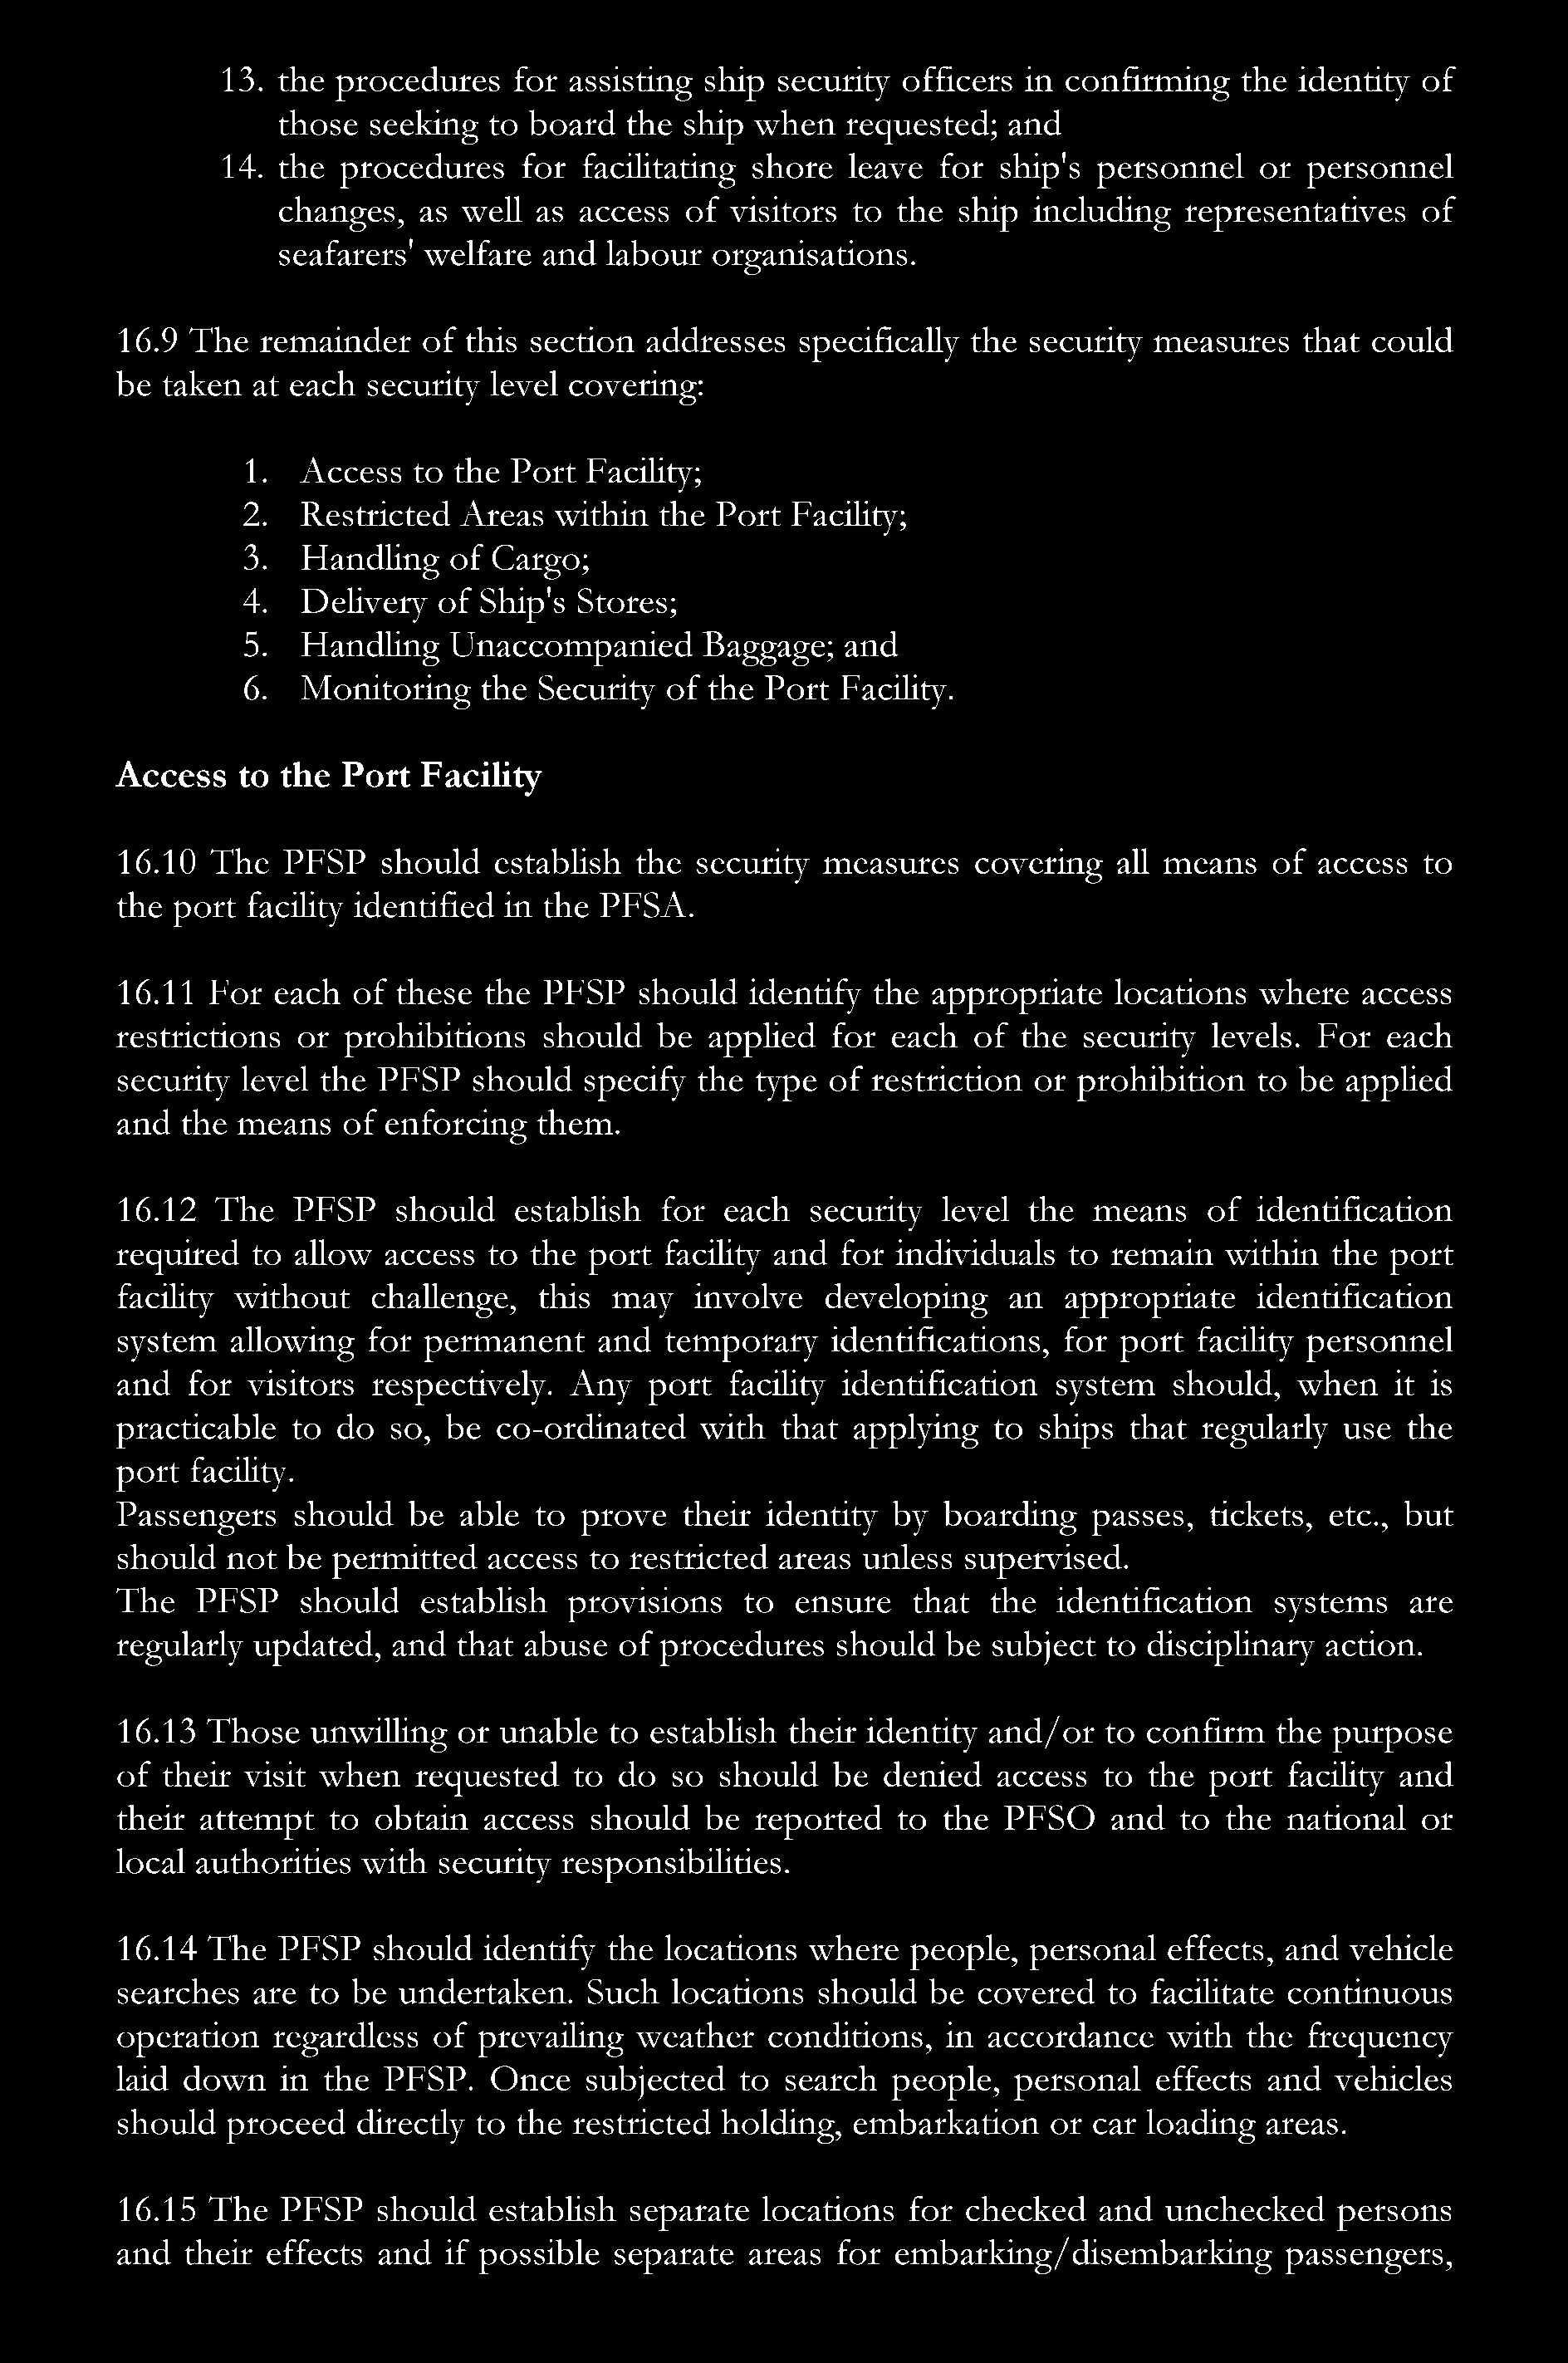 13. the procedures for assisting ship security officers in confirming the identity of
those seeking to board the ship when requested; and
14. the procedures for facilitating shore leave for ship's personnel or personnel
changes, as well as access of visitors to the ship including representatives of
seafarers' welfare and labour organisations.
16.9 The remainder of this section addresses specifically the security measures that could
be taken at each security level covering:
1. Access to the Port Facility;
2. Restricted Areas within the Port Facility;
3. Handling of Cargo;
4. Delivery of Ship's Stores;
5. Handling Unaccompanied Baggage; and
6. Monitoring the Security of the Port Facility.
Access to the Port Facility
16.10 The PFSP should establish the security measures covering all means of access to
the port facility identified in the PFSA.
16.11 For each of these the PFSP should identify the appropriate locations where access
restrictions or prohibitions should be applied for each of the security levels. For each
security level the PFSP should specify the type of restriction or prohibition to be applied
and the means of enforcing them.
16.12 The PFSP should establish for each security level the means of identification
required to allow access to the port facility and for individuals to remain within the port
facility without challenge, this may involve developing an appropriate identification
system allowing for permanent and temporary identifications, for port facility personnel
and for visitors respectively. Any port facility identification system should, when it is
practicable to do so, be co-ordinated with that applying to ships that regularly use the
port facility.
Passengers should be able to prove their identity by boarding passes, tickets, etc., but
should not be permitted access to restricted areas unless supervised.
The PFSP should establish provisions to ensure that the identification systems are
regularly updated, and that abuse of procedures should be subject to disciplinary action.
16.13 Those unwilling or unable to establish their identity and/or to confirm the purpose
of their visit when requested to do so should be denied access to the port facility and
their attempt to obtain access should be reported to the PFSO and to the national or
local authorities with security responsibilities.
16.14 The PFSP should identify the locations where people, personal effects, and vehicle
searches are to be undertaken. Such locations should be covered to facilitate continuous
operation regardless of prevailing weather conditions, in accordance with the frequency
laid down in the PFSP. Once subjected to search people, personal effects and vehicles
should proceed directly to the restricted holding, embarkation or car loading areas.
16.15 The PFSP should establish separate locations for checked and unchecked persons
and their effects and if possible separate areas for embarking/disembarking passengers,